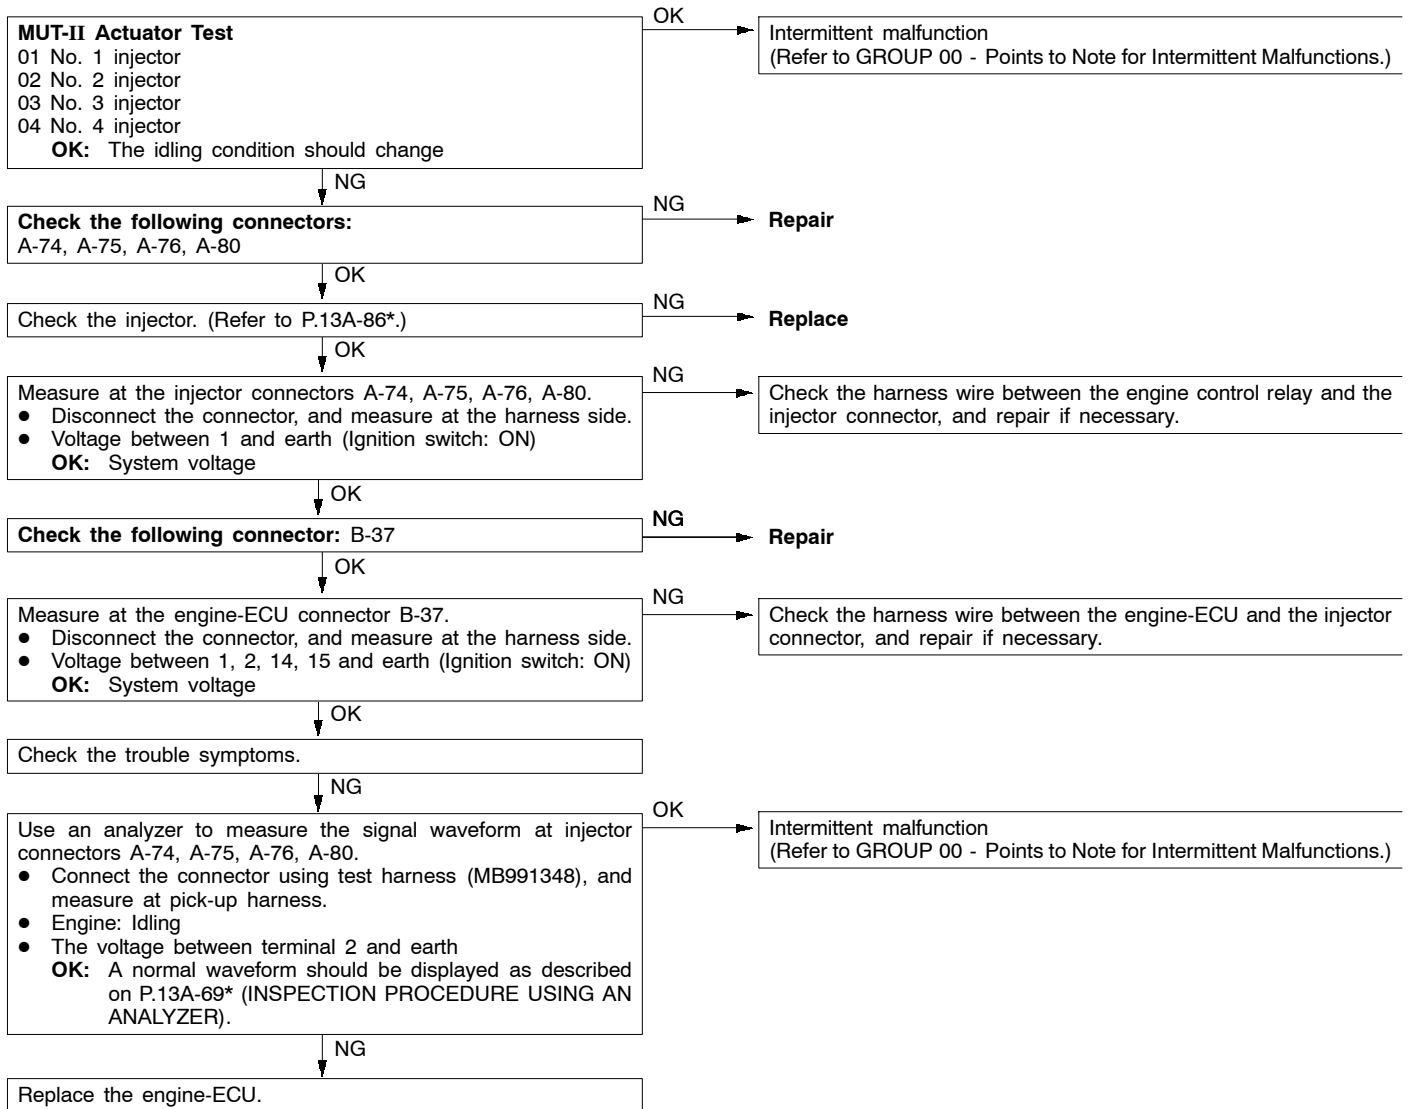 MUT-II Actuator Test
01 No. 1 injector
02 No. 2 injector
03 No. 3 injector
04 No. 4 injector
OK: The idling condition should change
OK
Intermittent malfunction
(Refer to GROUP 00 - Points to Note for Intermittent Malfunctions.)
NG
Check the following connectors:
A-74, A-75, A-76, A-80
NG
Repair
OK
Check the injector. (Refer to P.13A-86*.)
NG
Replace
OK
Measure at the injector connectors A-74, A-75, A-76, A-80.
● Disconnect the connector, and measure at the harness side.
● Voltage between 1 and earth (Ignition switch: ON)
OK: System voltage
NG
Check the harness wire between the engine control relay and the
injector connector, and repair if necessary.
OK
Check the following connector: B-37
NG
Repair
OK
Measure at the engine-ECU connector B-37.
● Disconnect the connector, and measure at the harness side.
● Voltage between 1, 2, 14, 15 and earth (Ignition switch: ON)
OK: System voltage
NG
Check the harness wire between the engine-ECU and the injector
connector, and repair if necessary.
OK
Check the trouble symptoms.
NG
Use an analyzer to measure the signal waveform at injector
connectors A-74, A-75, A-76, A-80.
● Connect the connector using test harness (MB991348), and
measure at pick-up harness.
● Engine: Idling
● The voltage between terminal 2 and earth
OK: A normal waveform should be displayed as described
on P.13A-69* (INSPECTION PROCEDURE USING AN
ANALYZER).
OK
Intermittent malfunction
(Refer to GROUP 00 - Points to Note for Intermittent Malfunctions.)
NG
Replace the engine-ECU.